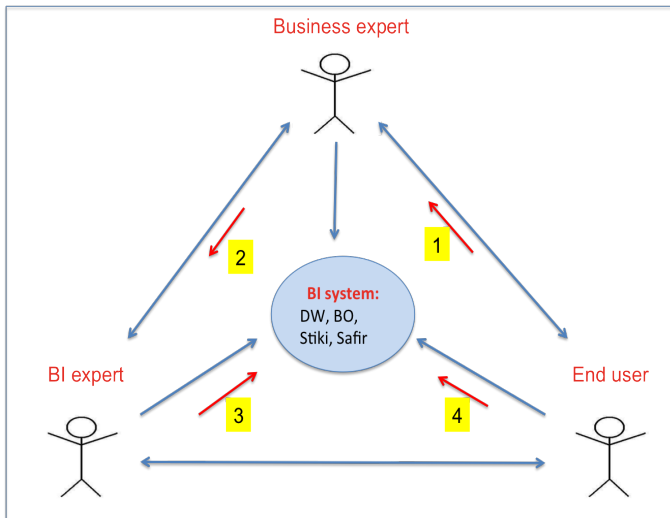 Business expert
2
1
BI system:
DW, BO,
Stiki, Safir
BI expert
End user
3
4